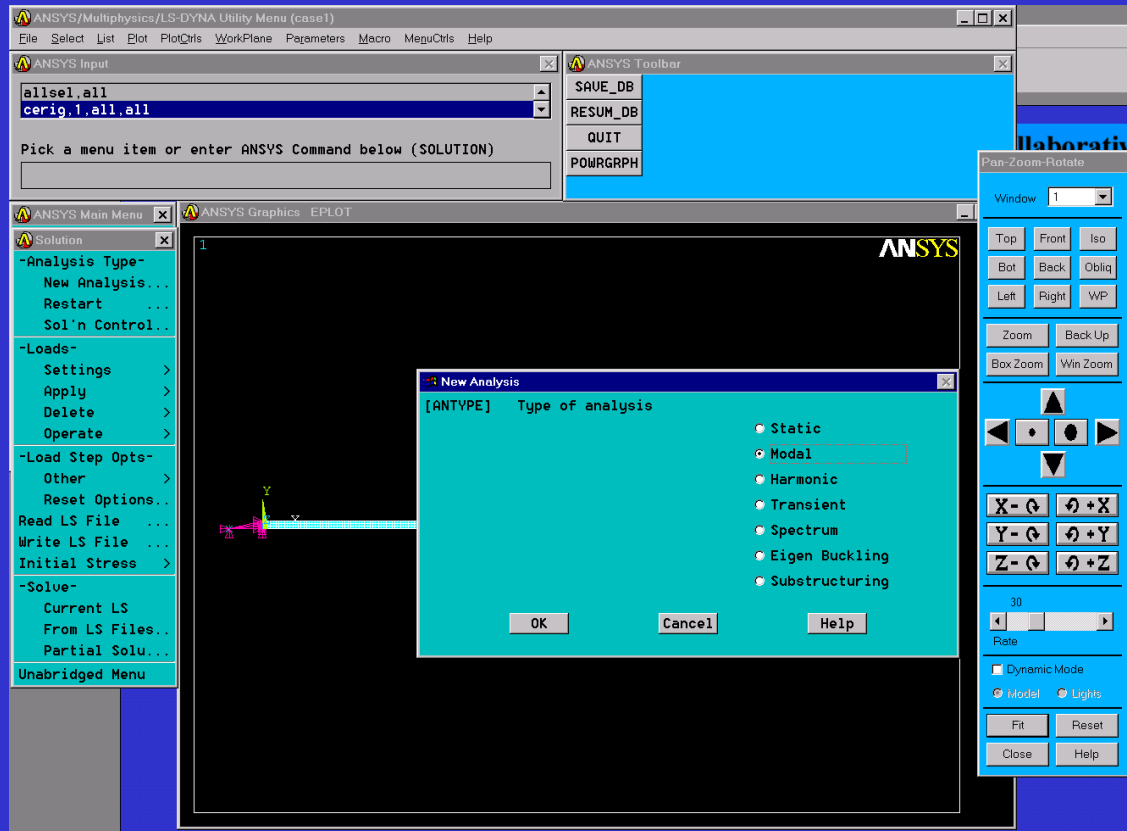 ANSYS/Multiphysics/LS-DYNA Utility Menu (case1)
File Select List Plot PlotCtrls WorkPlane Parameters Macro MenuCtrls Help
ANSYS Input
allsel,all
cerig,1,all,all
Pick a menu item or enter ANSYS Command below (SOLUTION)
ANSYS Toolbar
SAVE_DB
RESUM_DB
QUIT
POWRGRPH
ANSYS Main Menu
Solution
-Analysis Type-
New Analysis...
Restart ...
Sol'n Control..
-Loads-
Settings >
Apply >
Delete >
Operate >
-Load Step Opts-
Other >
Reset Options..
Read LS File ...
Write LS File ...
Initial Stress >
-Solve-
Current LS
From LS Files..
Partial Solu...
Unabridged Menu
ANSYS Graphics EPLOT
1
ANSYS
Y
New Analysis
[ANTYPE] Type of analysis
Static
Modal
Harmonic
Transient
Spectrum
Eigen Buckling
Substructuring
OK Cancel Help
Pan-Zoom-Rotate
Window 1
Top Front Iso
Bot Back Obliq
Left Right WP
Zoom Back Up
Box Zoom Win Zoom
X- +X
Y- +Y
Z- +Z
30
Rate
Dynamic Mode
Model Lights
Fit Reset
Close Help